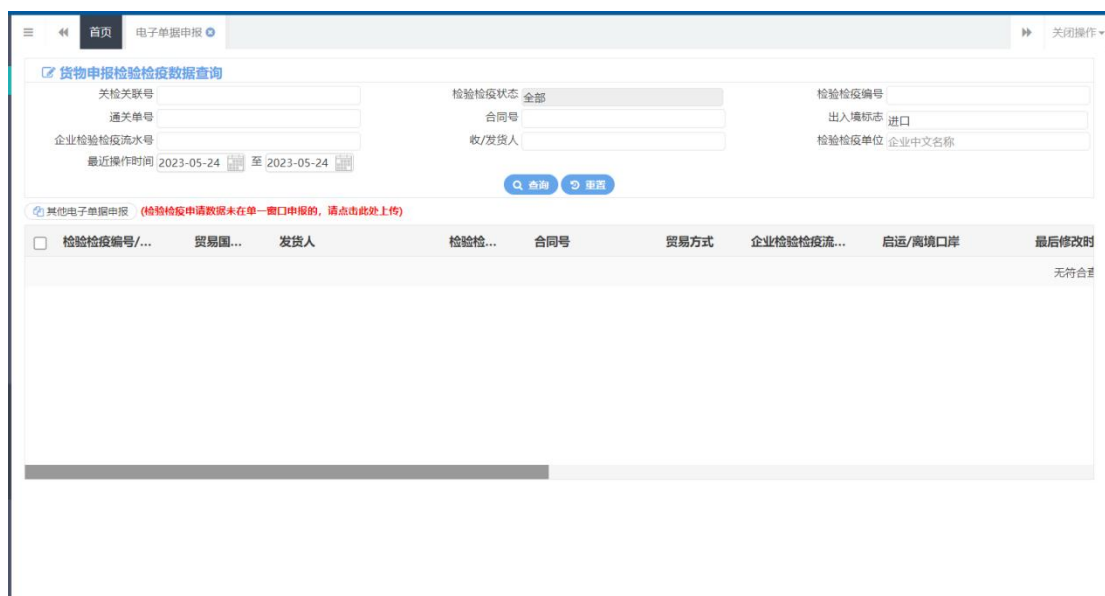 首页 电子单据申报 关闭操作
货物申报检验检疫数据查询
关检关联号 检验检疫状态 全部 检验检疫编号
通关单号 合同号 出入境标志 进口
企业检验检疫流水号 收/发货人 检验检疫单位 企业中文名称
最近操作时间 2023-05-24 至 2023-05-24
查询 重置
其他电子单据申报 (检验检疫申请数据未在单一窗口申报的，请点击此处上传)
检验检疫编号/... 贸易国... 发货人 检验检... 合同号 贸易方式 企业检验检疫流... 启运/离境口岸 最后修改时
无符合查